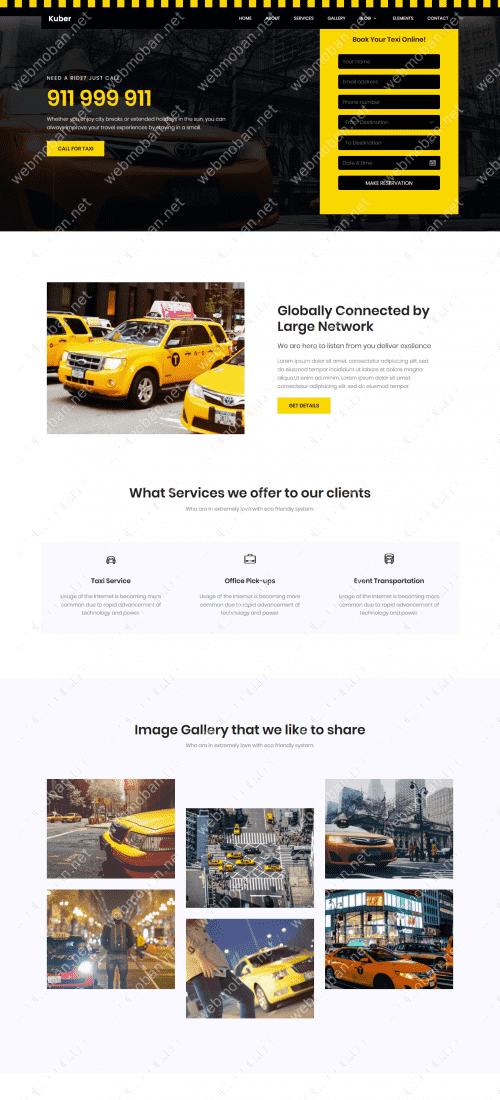 Kuber
HOME ABOUT SERVICES GALLERY BLOG ELEMENTS CONTACT
Book Your Texi Online!
NEED A RIDE? JUST CALL
911 999 911
Whether you enjoy city breaks or extended holidays in the sun, you can
always improve your travel experiences by staying in a small.
CALL FOR TAXI
Your name
Email address
Phone number
From Destination
To Destination
Date & time
MAKE RESERVATION
Globally Connected by
Large Network
We are here to listen from you deliver exellence
Lorem ipsum dolor sit amet, consectetur adipisicing elit, sed
do eiusmod tempor incididunt ut labore et dolore magna
aliqua.Ut enim ad minim. Lorem ipsum dolor sit amet,
consectetur adipisicing elit, sed do eiusmod tempor.
GET DETAILS
What Services we offer to our clients
Who are in extremely love with eco friendly system.
Taxi Service
Usage of the Internet is becoming more
common due to rapid advancement of
technology and power.
Office Pick-ups
Usage of the Internet is becoming more
common due to rapid advancement of
technology and power.
Event Transportation
Usage of the Internet is becoming more
common due to rapid advancement of
technology and power.
Image Gallery that we like to share
Who are in extremely love with eco friendly system.
webmoban.net